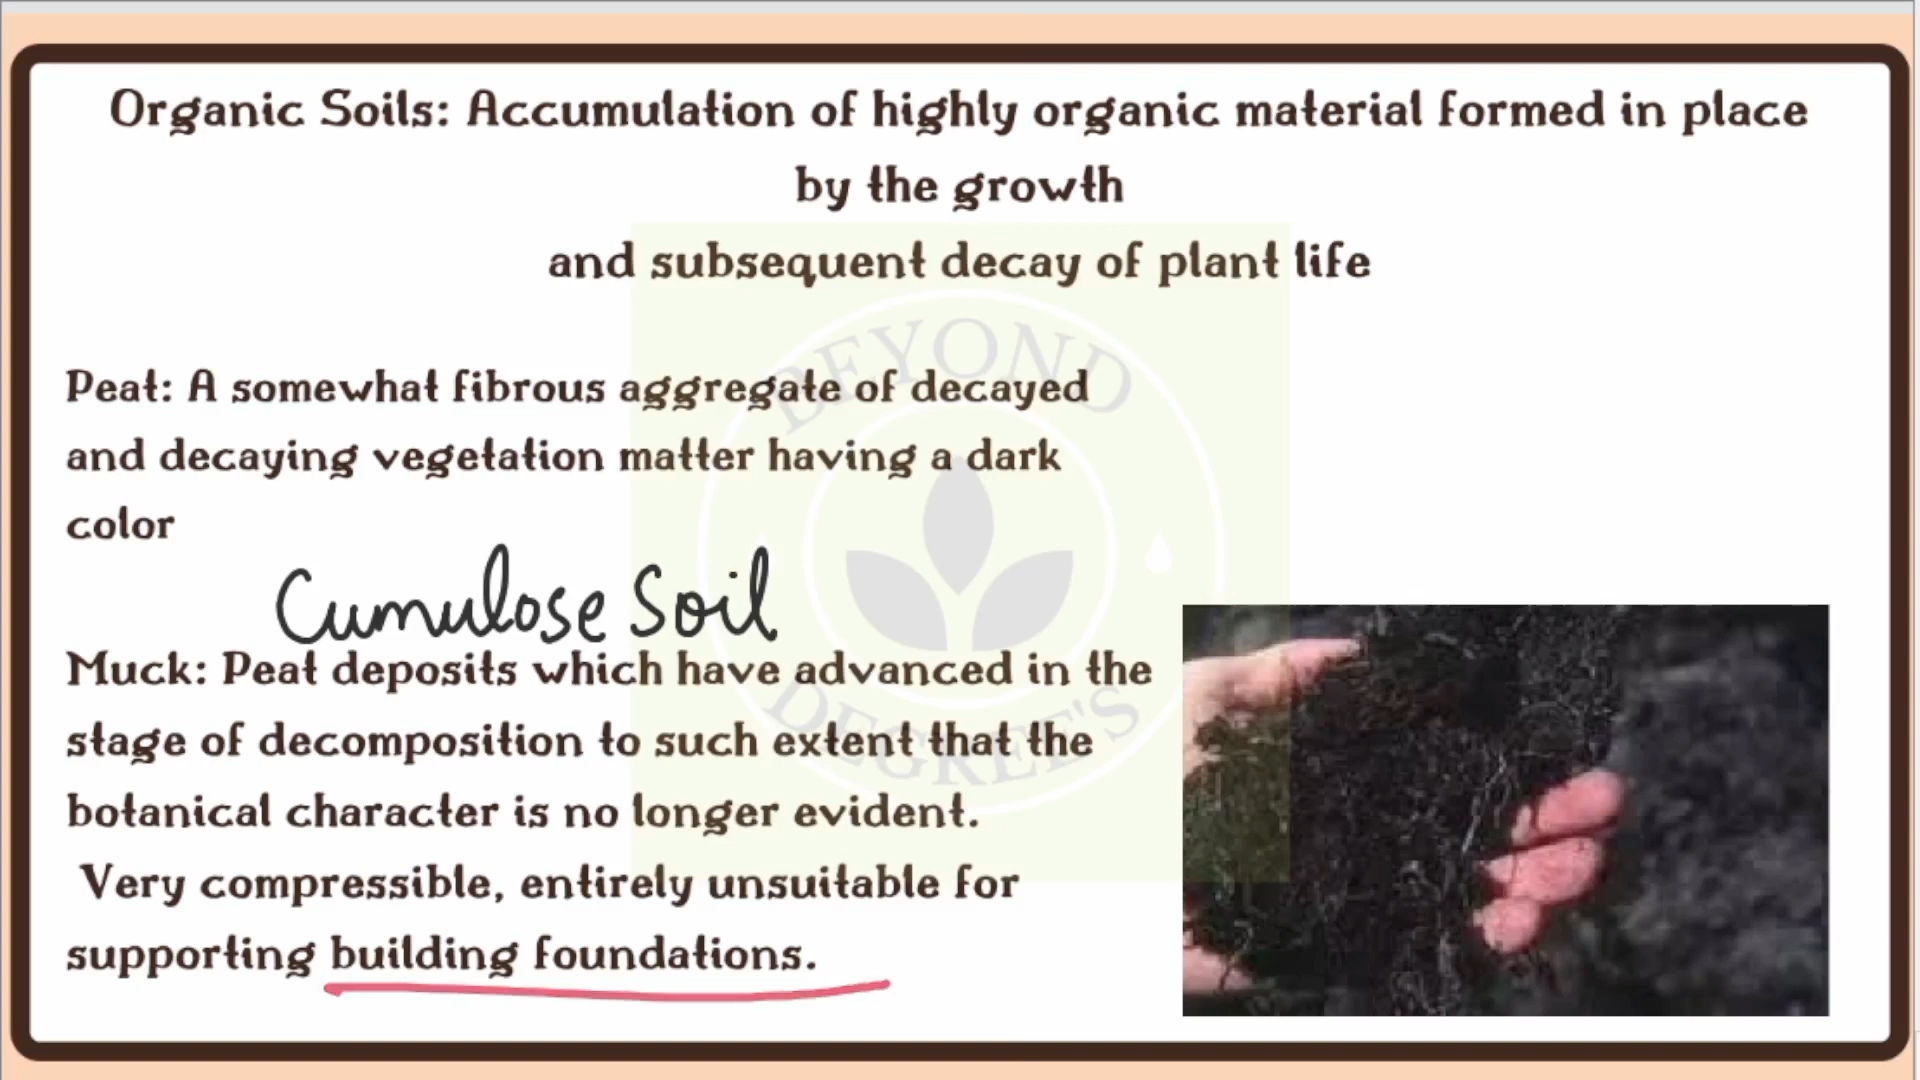 Organic Soils: Accumulation of highly organic material formed in place
by the growth
and subsequent decay of plant life
Peat: A somewhat fibrous aggregate of decayed
and decaying vegetation matter having a dark
color
Cumulose Soil
Muck: Peat deposits which have advanced in the
stage of decomposition to such extent that the
botanical character is no longer evident.
Very compressible, entirely unsuitable for
supporting building foundations.
BEYOND
DEGREE'S